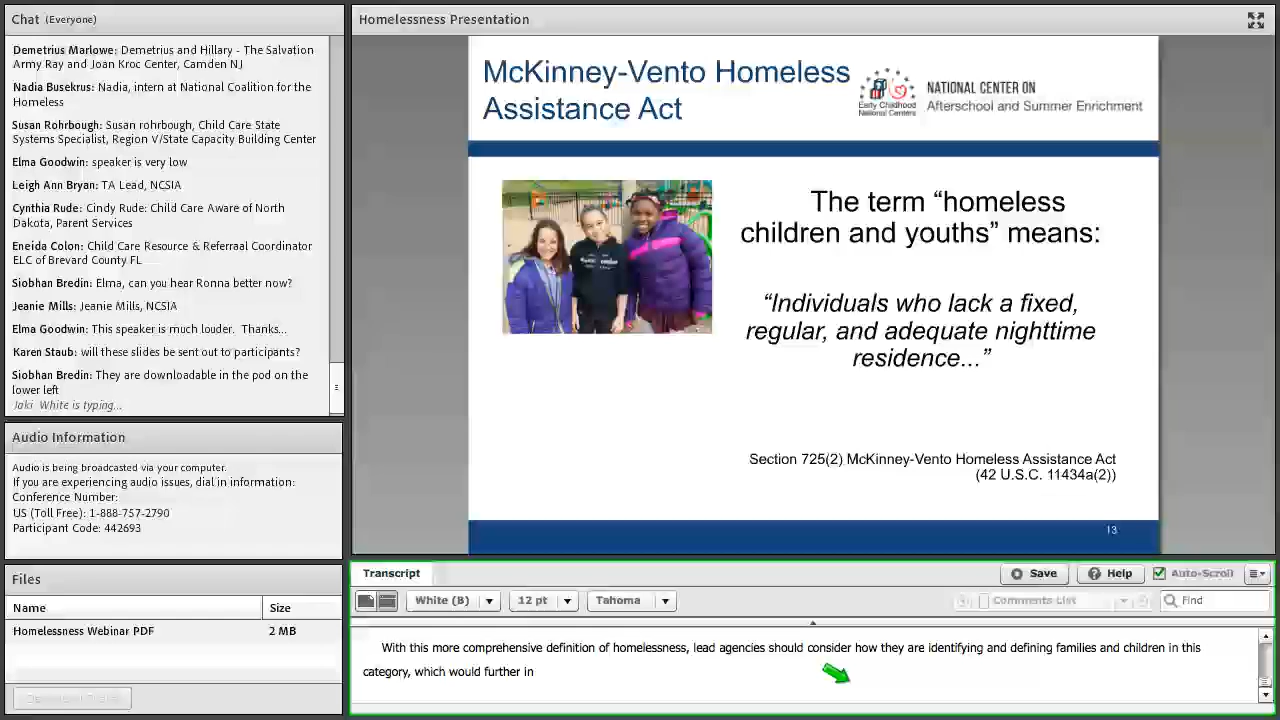 Chat (Everyone)
Demetrius Marlowe: Demetrius and Hillary - The Salvation
Army Ray and Joan Kroc Center, Camden NJ
Nadia Busekrus: Nadia, intern at National Coalition for the
Homeless
Susan Rohrbough: Susan rohrbough, Child Care State
Systems Specialist, Region V/State Capacity Building Center
Elma Goodwin: speaker is very low
Leigh Ann Bryan: TA Lead, NCSIA
Cynthia Rude: Cindy Rude: Child Care Aware of North
Dakota, Parent Services
Eneida Colon: Child Care Resource & Referraal Coordinator
ELC of Brevard County FL
Siobhan Bredin: Elma, can you hear Ronna better now?
Jeanie Mills: Jeanie Mills, NCSIA
Elma Goodwin: This speaker is much louder. Thanks...
Karen Staub: will these slides be sent out to participants?
Siobhan Bredin: They are downloadable in the pod on the
lower left
Jaki White is typing...
Audio Information
Audio is being broadcasted via your computer.
If you are experiencing audio issues, dial in information:
Conference Number:
US (Toll Free): 1-888-757-2790
Participant Code: 442693
Files
Name Size
Homelessness Webinar PDF 2 MB
Homelessness Presentation
McKinney-Vento Homeless
Assistance Act
Early Childhood
National Centers
NATIONAL CENTER ON
Afterschool and Summer Enrichment
The term “homeless
children and youths” means:
“Individuals who lack a fixed,
regular, and adequate nighttime
residence...”
Section 725(2) McKinney-Vento Homeless Assistance Act
(42 U.S.C. 11434a(2))
13
Transcript Save Help Auto-Scroll
White (B) 12 pt Tahoma Comments List Find
With this more comprehensive definition of homelessness, lead agencies should consider how they are identifying and defining families and children in this
category, which would further in